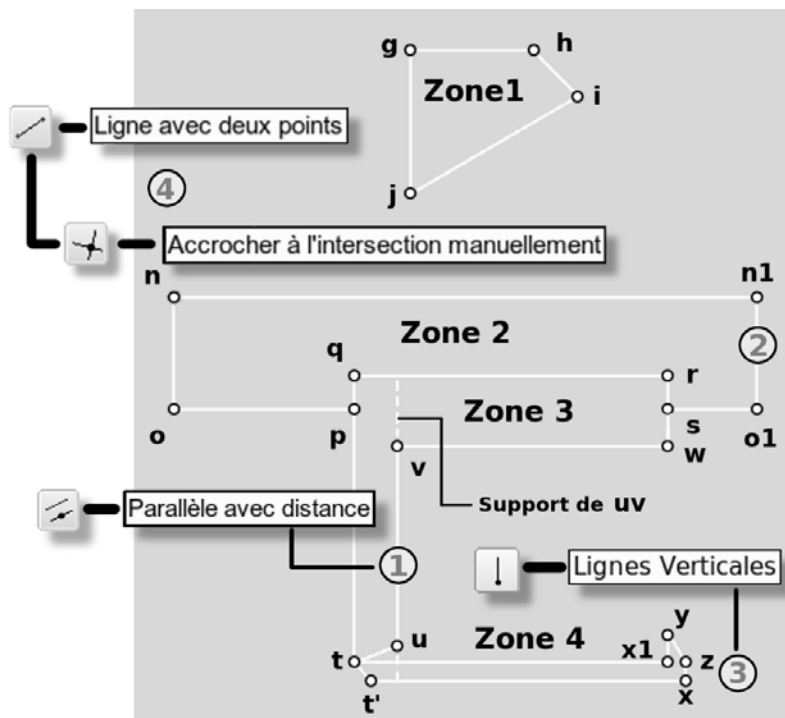 g
h
Zone1
i
Ligne avec deux points
j
4
Accrocher à l'intersection manuellement
n
n1
Zone 2
2
q
r
Zone 3
o
p
s
o1
w
v
Parallèle avec distance
Support de uv
1
Lignes Verticales
y
u
Zone 4
x1
t
z
3
t'
x